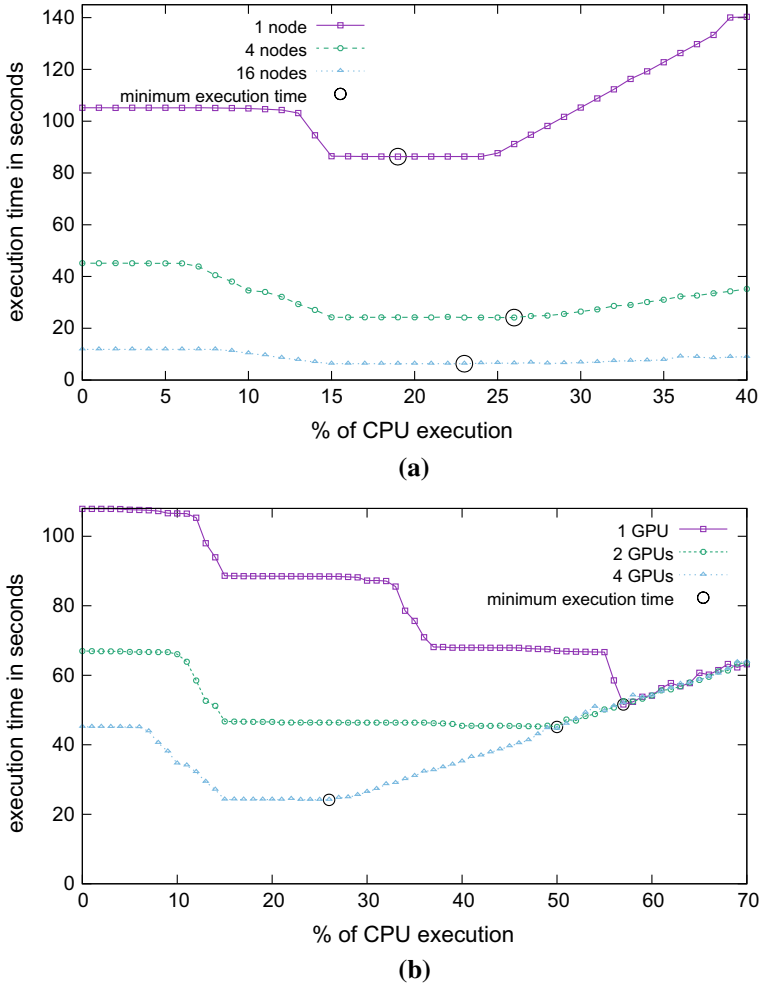 140
120
100
80
60
40
20
0
execution time in seconds
1 node
4 nodes
16 nodes
minimum execution time
0 5 10 15 20 25 30 35 40
% of CPU execution
(a)
100
80
60
40
20
0
execution time in seconds
1 GPU
2 GPUs
4 GPUs
minimum execution time
0 10 20 30 40 50 60 70
% of CPU execution
(b)